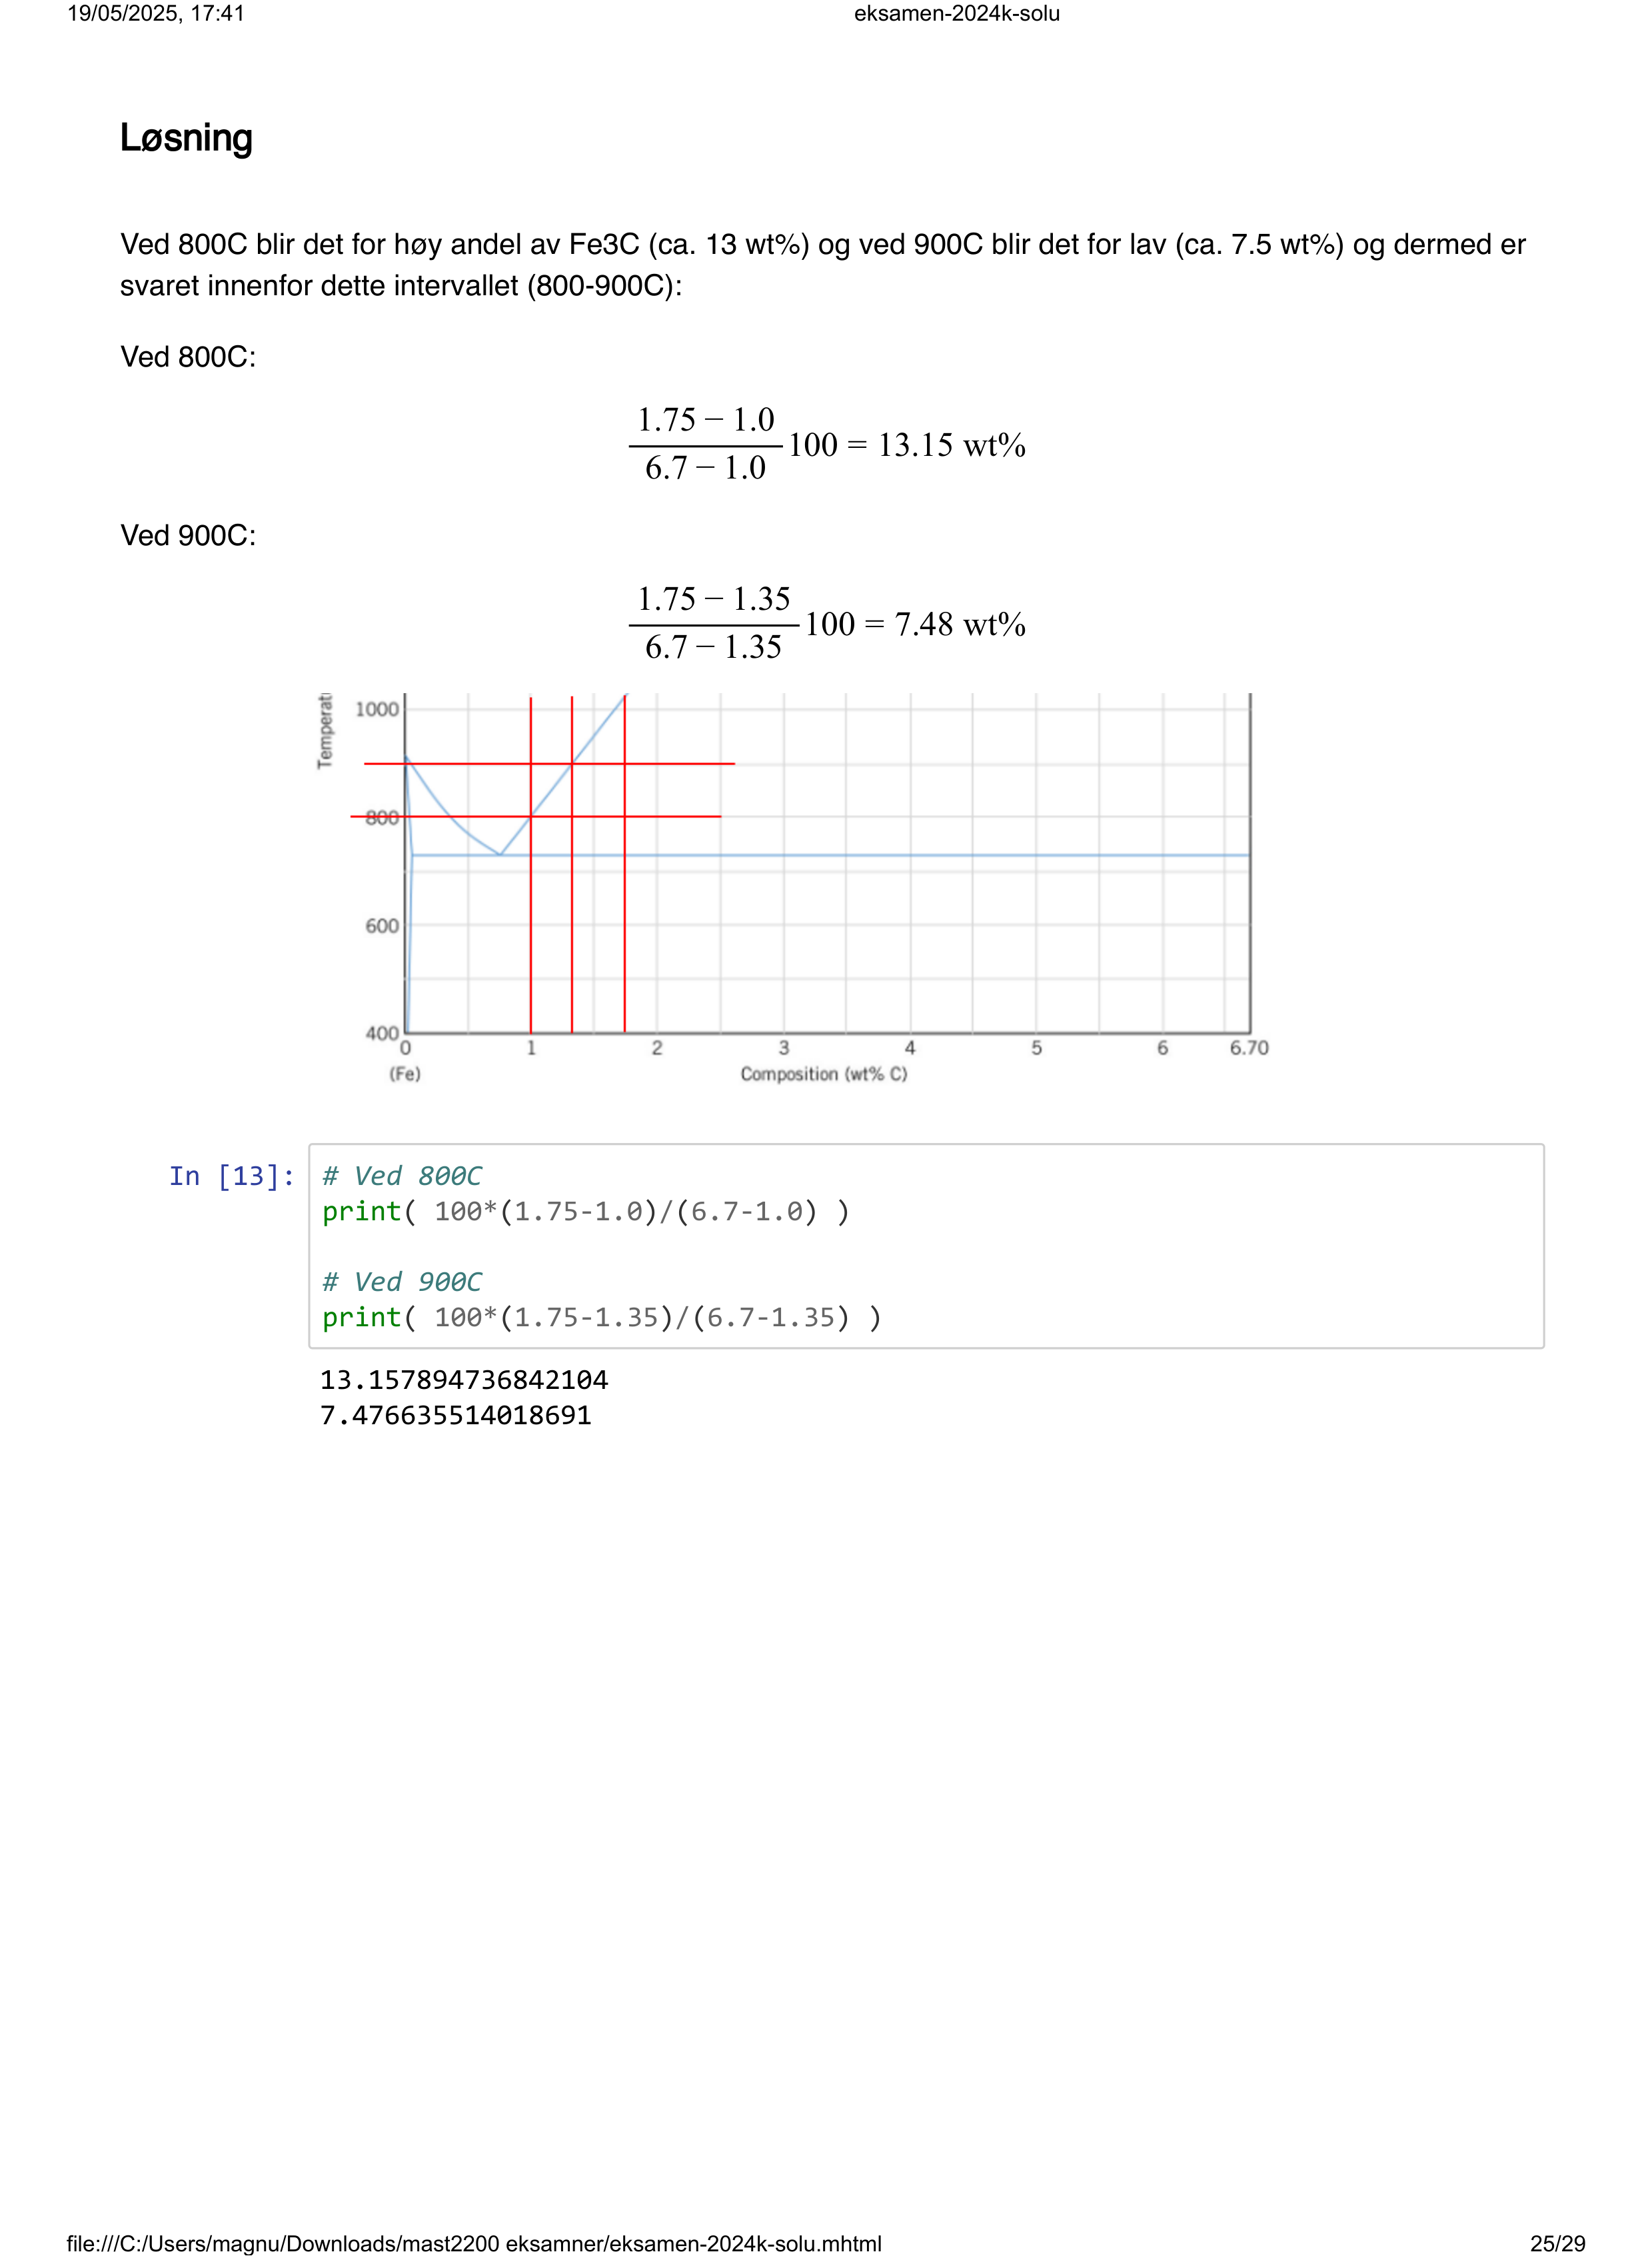 19/05/2025, 17:41 eksamen-2024k-solu
Løsning
Ved 800C blir det for høy andel av Fe3C (ca. 13 wt%) og ved 900C blir det for lav (ca. 7.5 wt%) og dermed er
svaret innenfor dette intervallet (800-900C):
Ved 800C:
1.75 − 1.0
6.7 − 1.0
100 = 13.15 wt%
Ved 900C:
1.75 − 1.35
6.7 − 1.35
100 = 7.48 wt%
Temperat
1000
800
600
400
0 1 2 3 4 5 6 6.70
(Fe) Composition (wt% C)
In [13]: # Ved 800C
print( 100*(1.75-1.0)/(6.7-1.0) )
# Ved 900C
print( 100*(1.75-1.35)/(6.7-1.35) )
13.157894736842104
7.476635514018691
file:///C:/Users/magnu/Downloads/mast2200 eksamner/eksamen-2024k-solu.mhtml 25/29